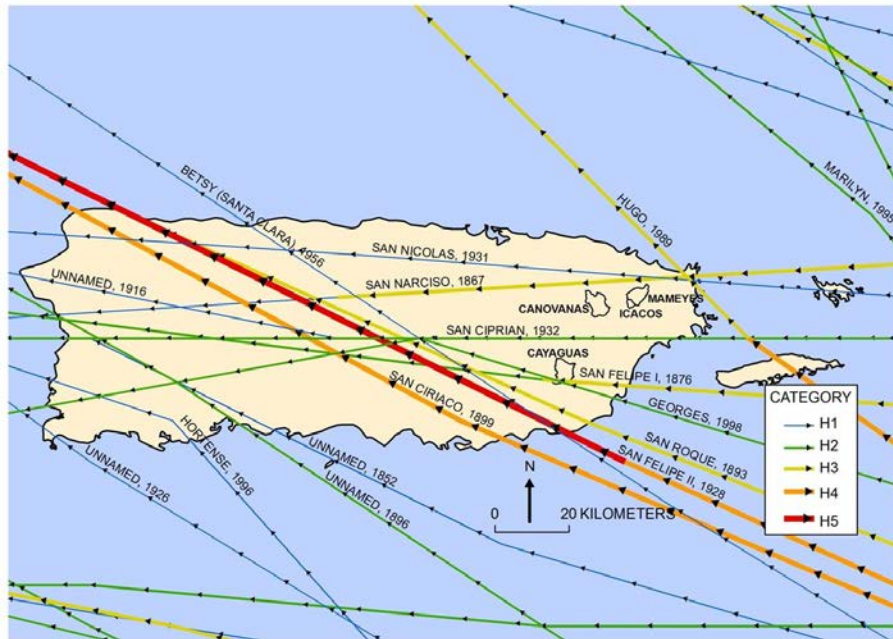 BETSY (SANTA CLARA) 1956
HUGO, 1989
MARILYN, 1995
SAN NICOLAS, 1931
UNNAMED, 1916
SAN NARCISO, 1867
MAMEYES
CANOVANAS
ICACOS
SAN CIPRIAN, 1932
CAYAGUAS
SAN FELIPE I, 1876
SAN CIRIACO, 1899
GEORGES, 1998
CATEGORY
H1
H2
H3
H4
H5
HORTENSE, 1996
UNNAMED, 1852
SAN ROQUE, 1893
SAN FELIPE II, 1928
UNNAMED, 1926
UNNAMED, 1896
N
0 20 KILOMETERS